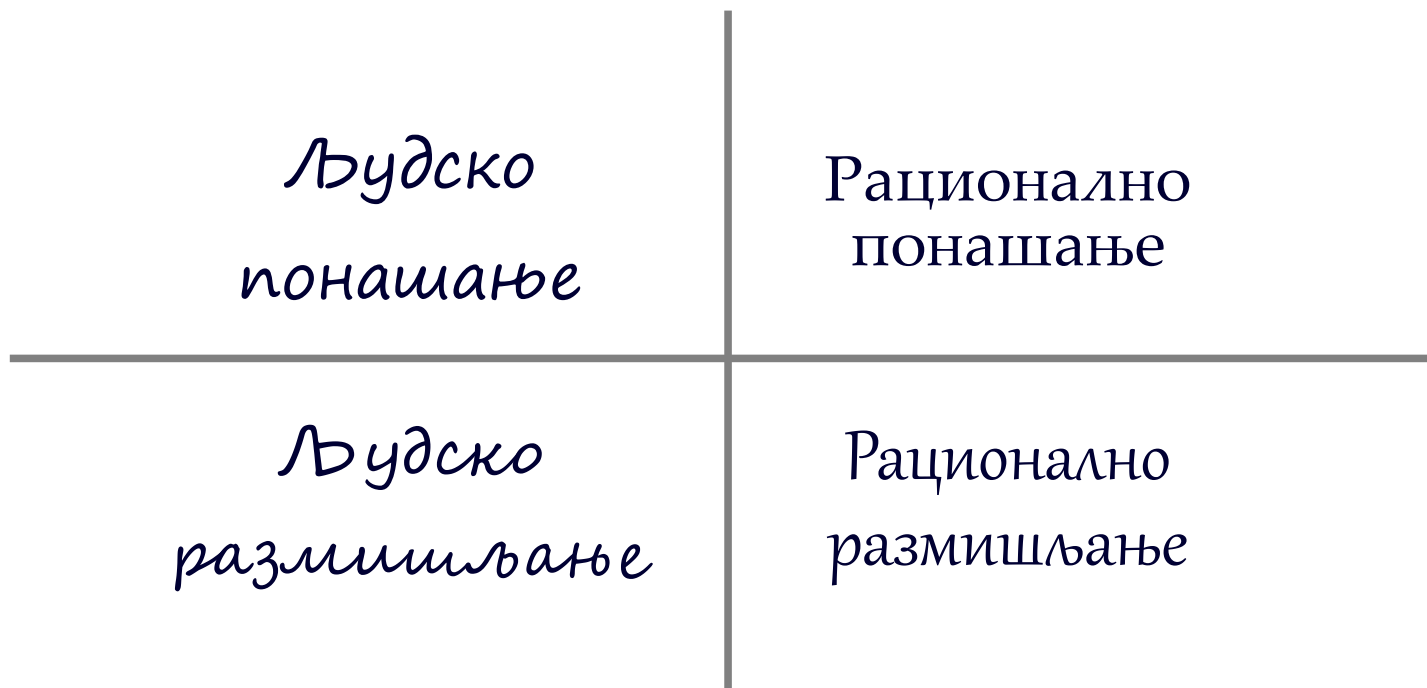 Људско
понашање
Рационално
понашање
Људско
размишљање
Рационално
размишљање